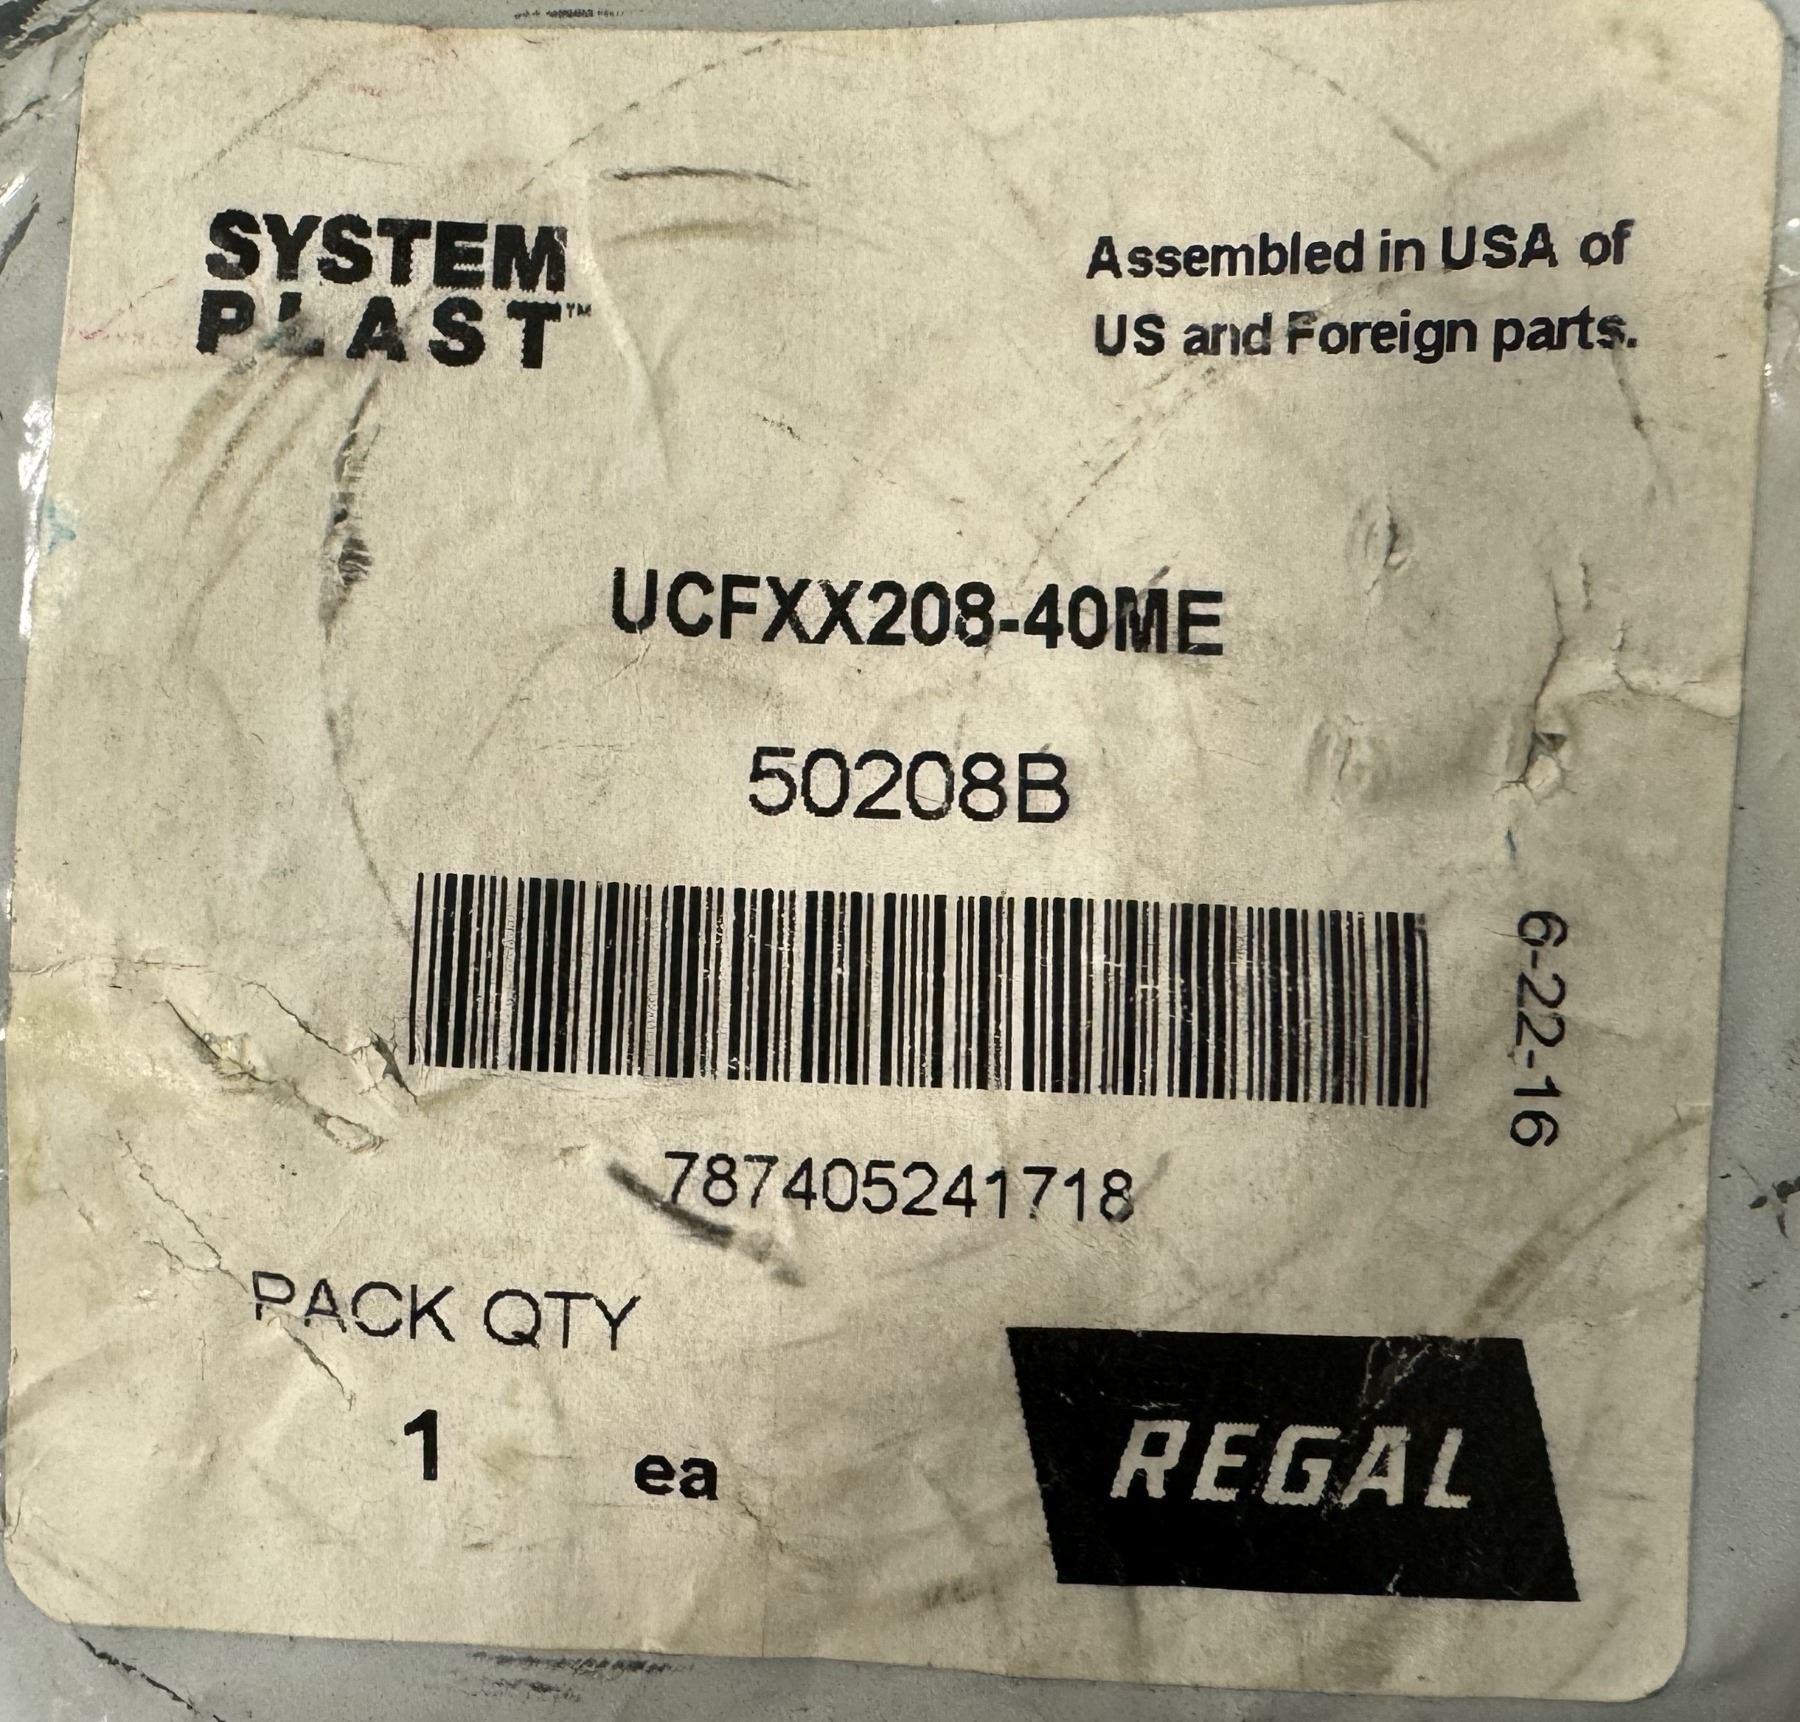 SYSTEM
PLAST™
Assembled in USA of
US and Foreign parts.
UCFXX208-40ME
50208B
6-22-16
787405241718
PACK QTY
1 ea
REGAL